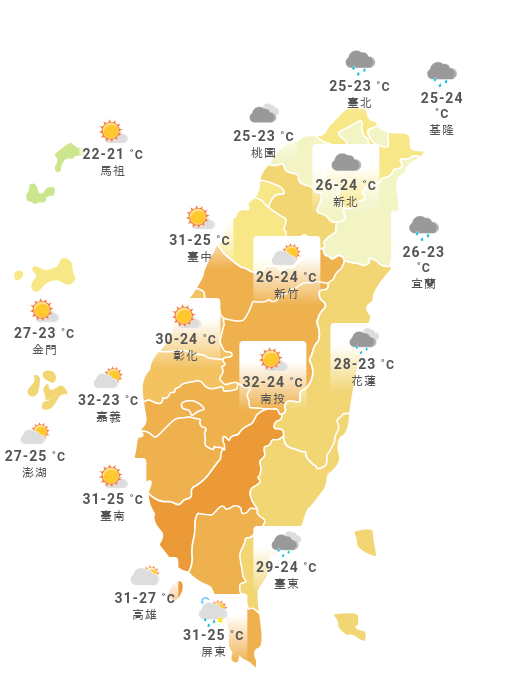 25-23 °C
臺北
25-24
°C
基隆
25-23 °C
桃園
22-21 °C
馬祖
26-24 °C
新北
31-25 °C
臺中
26-23
°C
宜蘭
26-24 °C
新竹
27-23 °C
金門
30-24 °C
彰化
28-23 °C
花蓮
32-24 °C
南投
32-23 °C
嘉義
27-25 °C
澎湖
31-25 °C
臺南
29-24 °C
臺東
31-27 °C
高雄
31-25 °C
屏東